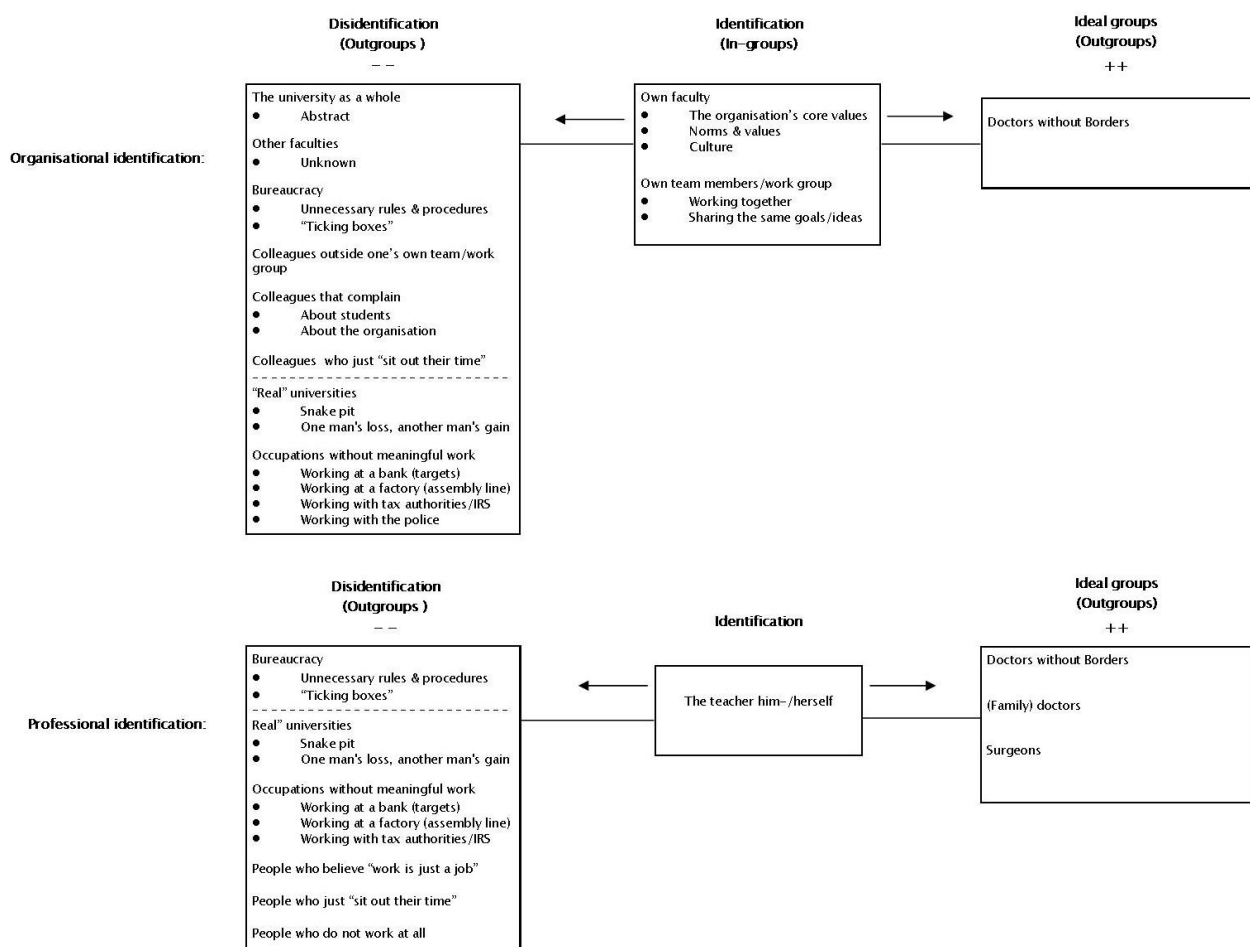 Disidentification
(Outgroups )
– –
Identification
(In-groups)
Ideal groups
(Outgroups)
++
Organisational identification:
The university as a whole
● Abstract
Other faculties
● Unknown
Bureaucracy
● Unnecessary rules & procedures
● “Ticking boxes”
Colleagues outside one’s own team/work
group
Colleagues that complain
● About students
● About the organisation
Colleagues who just “sit out their time”
“Real” universities
● Snake pit
● One man's loss, another man's gain
Occupations without meaningful work
● Working at a bank (targets)
● Working at a factory (assembly line)
● Working with tax authorities/IRS
● Working with the police
Own faculty
● The organisation’s core values
● Norms & values
● Culture
Own team members/work group
● Working together
● Sharing the same goals/ideas
Doctors without Borders
Disidentification
(Outgroups )
– –
Identification
Ideal groups
(Outgroups)
++
Professional identification:
Bureaucracy
● Unnecessary rules & procedures
● “Ticking boxes”
Real” universities
● Snake pit
● One man's loss, another man's gain
Occupations without meaningful work
● Working at a bank (targets)
● Working at a factory (assembly line)
● Working with tax authorities/IRS
People who believe “work is just a job”
People who just “sit out their time”
People who do not work at all
The teacher him-/herself
Doctors without Borders
(Family) doctors
Surgeons